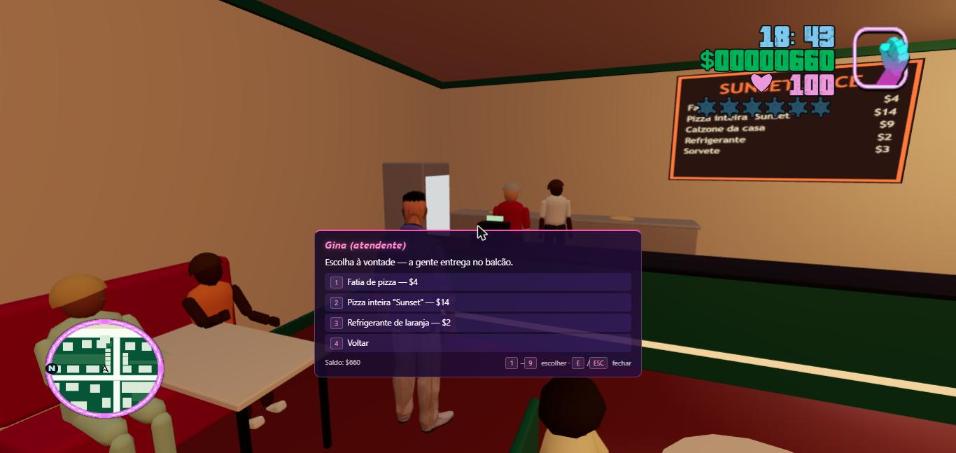 18:43
$00000660
100
SUNSET
$4
Pizza inteira "Sunset" $14
Calzone da casa $9
Refrigerante $2
Sorvete $3
Gina (atendente)
Escolha à vontade — a gente entrega no balcão.
1 Fatia de pizza — $4
2 Pizza inteira "Sunset" — $14
3 Refrigerante de laranja — $2
4 Voltar
Saldo: $660 1 – 9 escolher E / ESC fechar
N